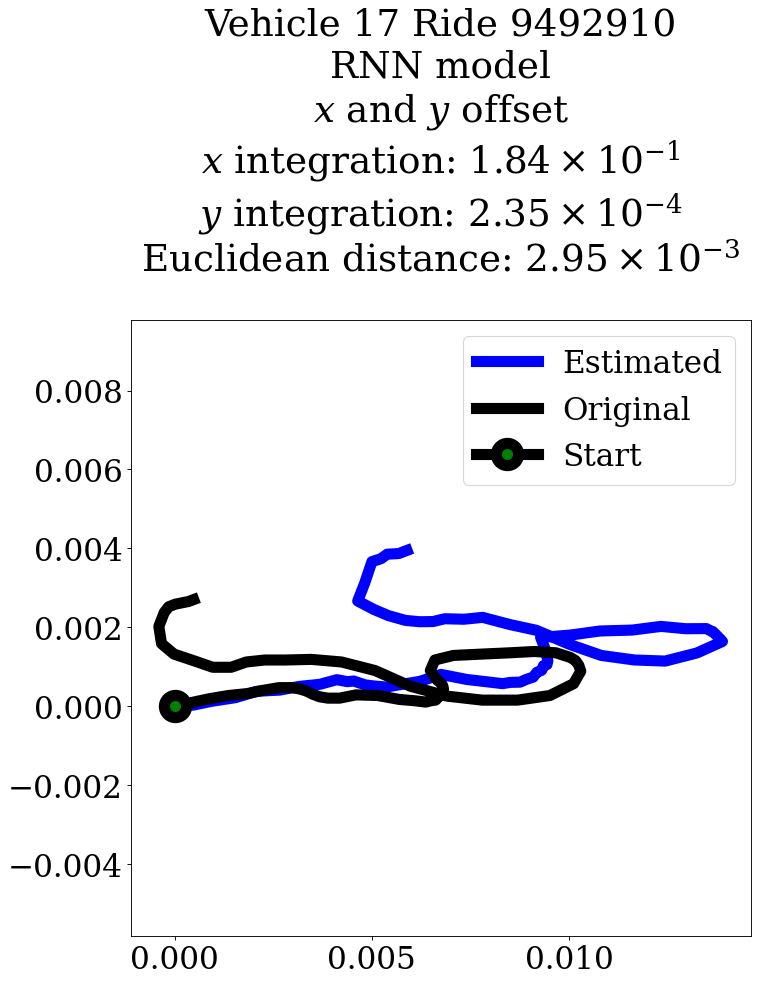 Vehicle 17 Ride 9492910
RNN model
x and y offset
x integration: 1.84 × 10⁻¹
y integration: 2.35 × 10⁻⁴
Euclidean distance: 2.95 × 10⁻³
Estimated
Original
Start
0.008
0.006
0.004
0.002
0.000
−0.002
−0.004
0.000 0.005 0.010